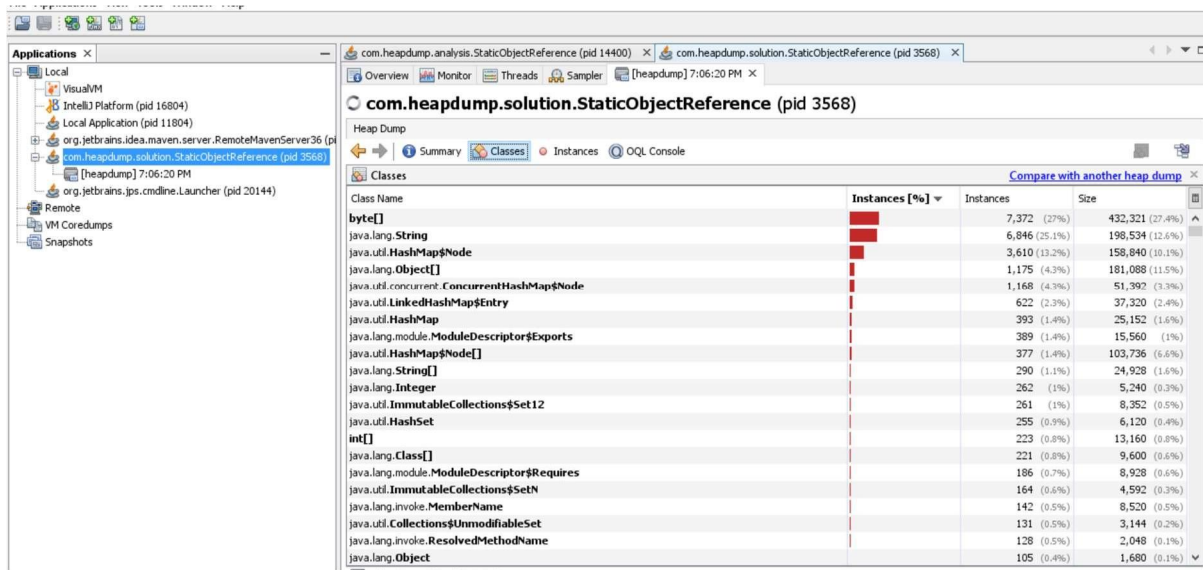 Applications
Local
VisualVM
IntelliJ Platform (pid 16804)
Local Application (pid 11804)
org.jetbrains.idea.maven.server.RemoteMavenServer36 (pi
com.heapdump.solution.StaticObjectReference (pid 3568)
[heapdump] 7:06:20 PM
org.jetbrains.jps.cmdline.Launcher (pid 20144)
Remote
VM Coredumps
Snapshots
com.heapdump.analysis.StaticObjectReference (pid 14400) com.heapdump.solution.StaticObjectReference (pid 3568)
Overview Monitor Threads Sampler [heapdump] 7:06:20 PM
com.heapdump.solution.StaticObjectReference (pid 3568)
Heap Dump
Summary Classes Instances OQL Console
Classes Compare with another heap dump
Class Name Instances [%] Instances Size
byte[] 7,372 (27%) 432,321 (27.4%)
java.lang.String 6,846 (25.1%) 198,534 (12.6%)
java.util.HashMap$Node 3,610 (13.2%) 158,840 (10.1%)
java.lang.Object[] 1,175 (4.3%) 181,088 (11.5%)
java.util.concurrent.ConcurrentHashMap$Node 1,168 (4.3%) 51,392 (3.3%)
java.util.LinkedHashMap$Entry 622 (2.3%) 37,320 (2.4%)
java.util.HashMap 393 (1.4%) 25,152 (1.6%)
java.lang.module.ModuleDescriptor$Exports 389 (1.4%) 15,560 (1%)
java.util.HashMap$Node[] 377 (1.4%) 103,736 (6.6%)
java.lang.String[] 290 (1.1%) 24,928 (1.6%)
java.lang.Integer 262 (1%) 5,240 (0.3%)
java.util.ImmutableCollections$Set12 261 (1%) 8,352 (0.5%)
java.util.HashSet 255 (0.9%) 6,120 (0.4%)
int[] 223 (0.8%) 13,160 (0.8%)
java.lang.Class[] 221 (0.8%) 9,600 (0.6%)
java.lang.module.ModuleDescriptor$Requires 186 (0.7%) 8,928 (0.6%)
java.util.ImmutableCollections$SetN 164 (0.6%) 4,592 (0.3%)
java.lang.invoke.MemberName 142 (0.5%) 8,520 (0.5%)
java.util.Collections$UnmodifiableSet 131 (0.5%) 3,144 (0.2%)
java.lang.invoke.ResolvedMethodName 128 (0.5%) 2,048 (0.1%)
java.lang.Object 105 (0.4%) 1,680 (0.1%)